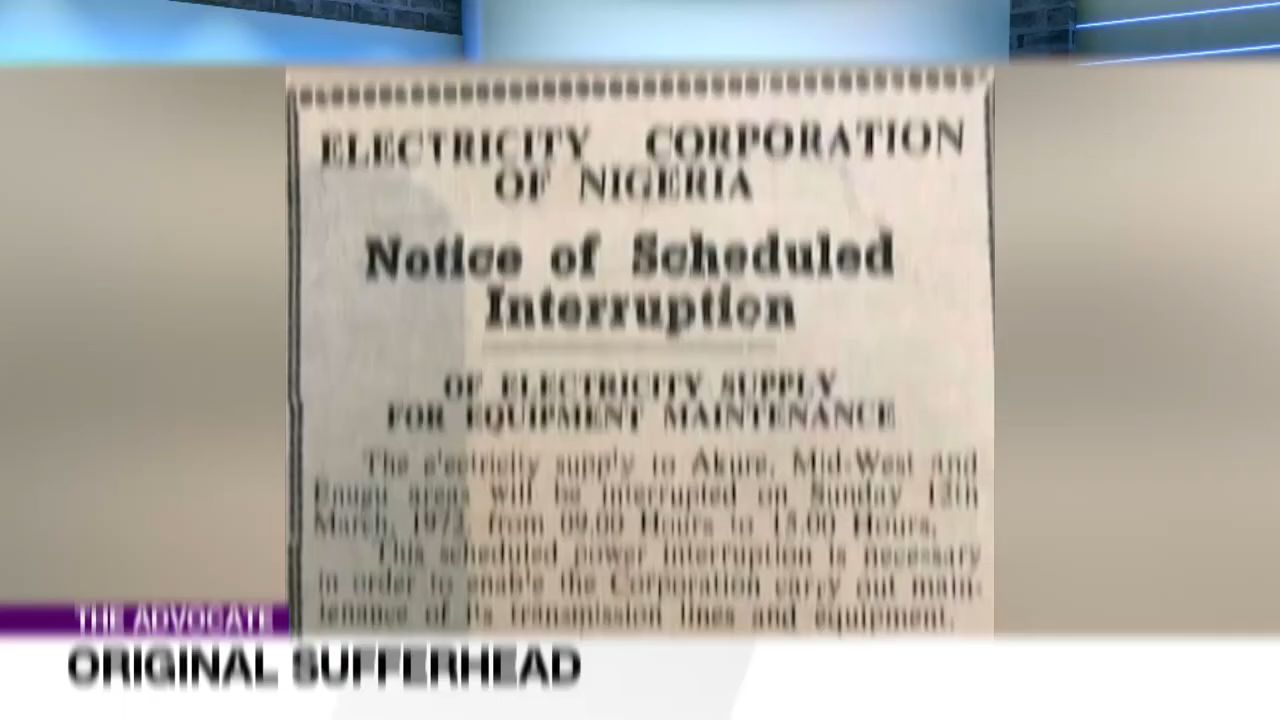 ELECTRICITY CORPORATION
OF NIGERIA
Notice of Scheduled
Interruption
OF ELECTRICITY SUPPLY
FOR EQUIPMENT MAINTENANCE
The electricity supply to Akure, Mid-West and
Enugu areas will be interrupted on Sunday 12th
March, 1972 from 09.00 Hours to 15.00 Hours.
This scheduled power interruption is necessary
in order to enable the Corporation carry out main-
tenance of its transmission lines and equipment.
THE ADVOCATE
ORIGINAL SUFFERHEAD